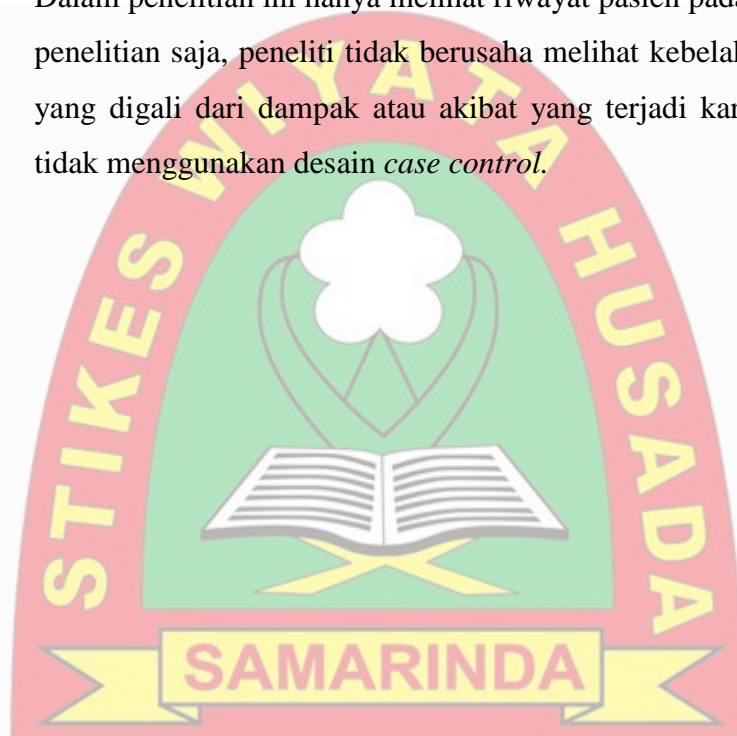 Dalam penelitian ini hanya melihat riwayat pasien pada
penelitian saja, peneliti tidak berusaha melihat kebelak
yang digali dari dampak atau akibat yang terjadi kar
tidak menggunakan desain case control.
STIKES WIYATA HUSADA
SAMARINDA